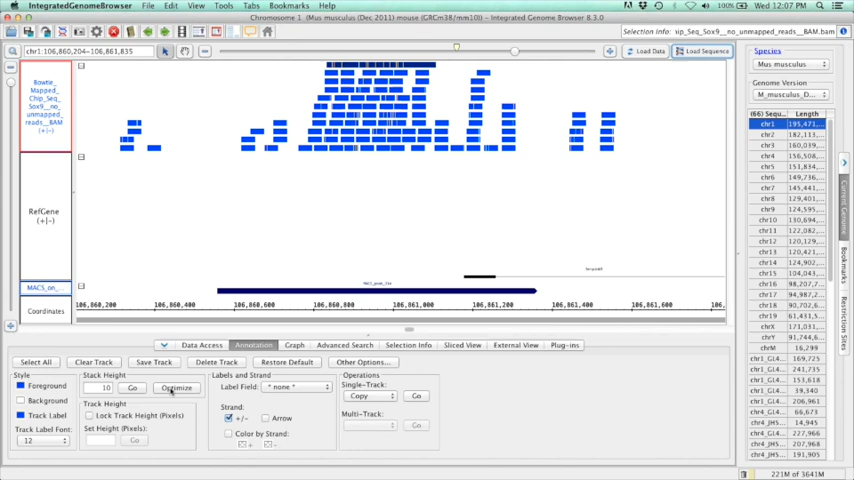 IntegratedGenomeBrowser File Edit View Tabs Bookmarks Help 100% Wed 12:07 PM
Chromosome 1 (Mus musculus (Dec 2011) mouse (GRCm38/mm10)) - Integrated Genome Browser 8.3.0
Selection Info: iip_Seq_Sox9__no_unmapped_reads__BAM.bam
chr1:106,860,204-106,861,835
Load Data
Load Sequence
Species
Mus musculus
Genome Version
M_musculus_D...
(66) Sequ... Length
chr1 195,471,...
chr2 182,113,...
chr3 160,039,...
chr4 156,508,...
chr5 151,834,...
chr6 149,736,...
chr7 145,441,...
chr8 129,401,...
chr9 124,595,...
chr10 130,694,...
chr11 122,082,...
chr12 120,129,...
chr13 120,421,...
chr14 124,902,...
chr15 104,043,...
chr16 98,207,...
chr17 94,987,...
chr18 90,702,...
chr19 61,431,...
chrX 171,031,...
chrY 91,744,...
chrM 16,299
chr1_GL4... 169,725
chr1_GL4... 241,735
chr1_GL4... 153,618
chr1_GL4... 39,340
chr1_GL4... 206,961
chr4_GL4... 66,673
chr4_JH5... 14,945
chr4_GL4... 227,966
chr4_JH5... 207,968
chr4_JH5... 191,905
Current Genome
Bookmarks
Restriction Sites
Bowtie_
Mapped_
Chip_Seq_
Sox9__no_
unmapped_
reads__BAM
(+|-)
RefGene
(+|-)
MACS_on_...
Coordinates
106,860,200 106,860,400 106,860,600 106,860,800 106,861,000 106,861,200 106,861,400 106,861,600
Data Access Annotation Graph Advanced Search Selection Info Sliced View External View Plug-ins
Select All Clear Track Save Track Delete Track Restore Default Other Options...
Style
Foreground
Background
Track Label
Track Label Font:
12
Stack Height
10 Go Optimize
Track Height
Lock Track Height (Pixels)
Set Height (Pixels):
Go
Labels and Strand
Label Field: * none *
Strand:
+/- Arrow
Color by Strand:
+ -
Operations
Single-Track:
Copy Go
Multi-Track:
Go
221M of 3641M